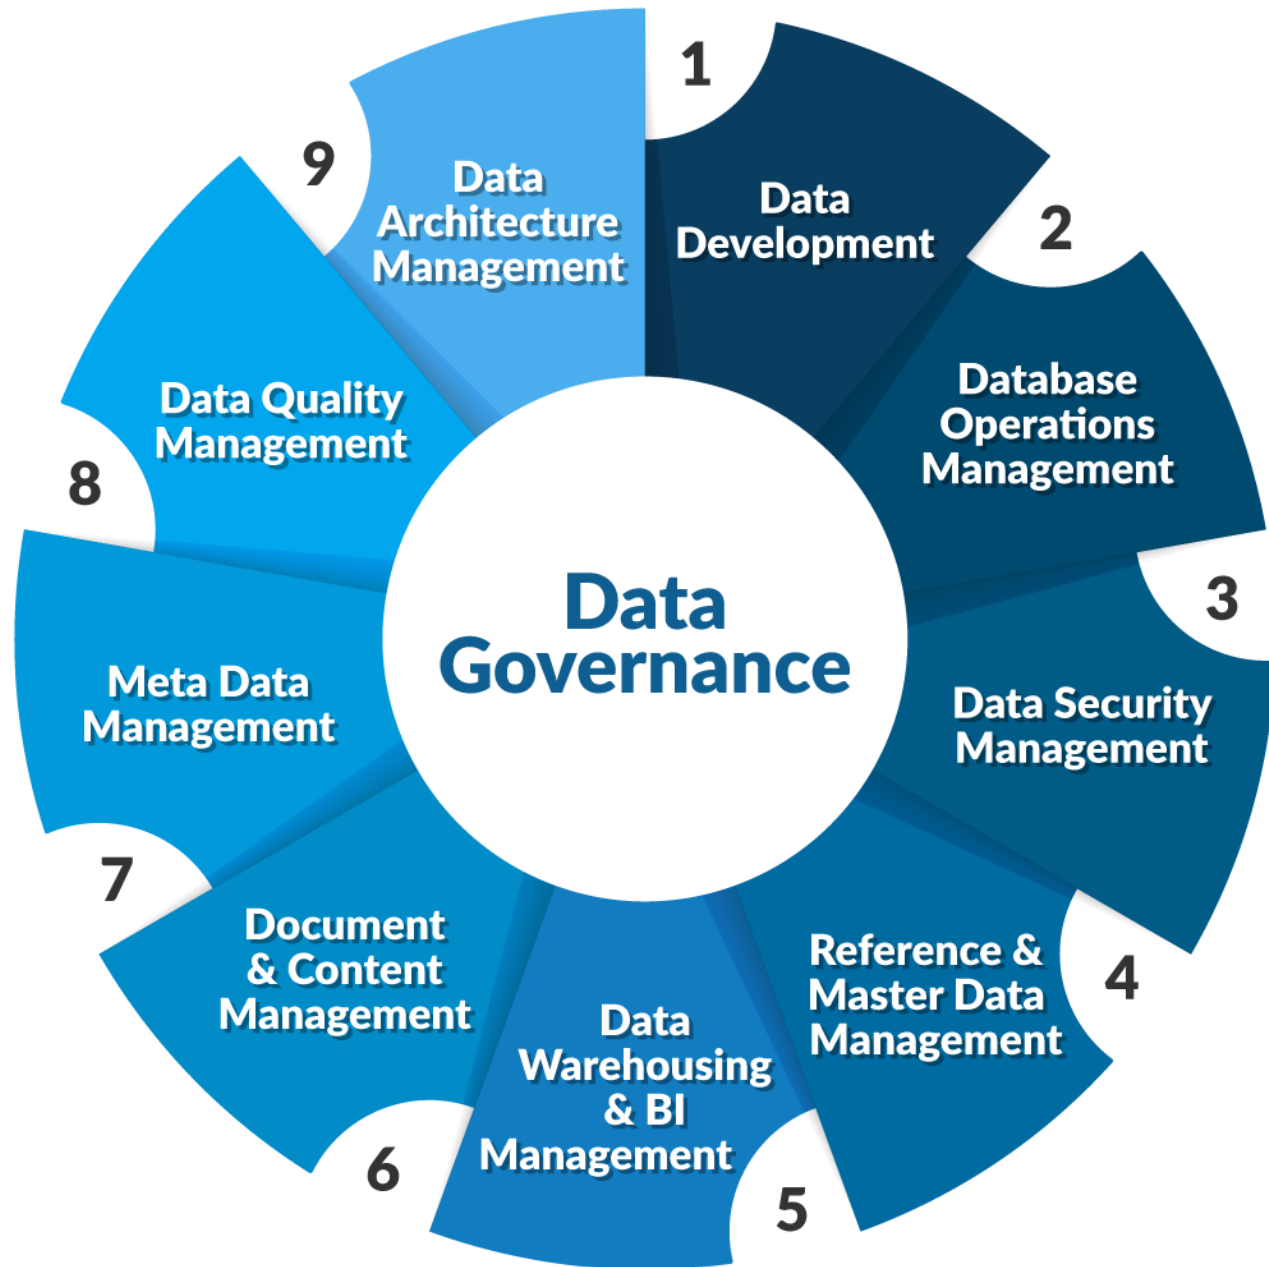 Data
Governance
1
Data
Development
2
Database
Operations
Management
3
Data Security
Management
4
Reference &
Master Data
Management
5
Data
Warehousing
& BI
Management
6
Document
& Content
Management
7
Meta Data
Management
8
Data Quality
Management
9
Data
Architecture
Management